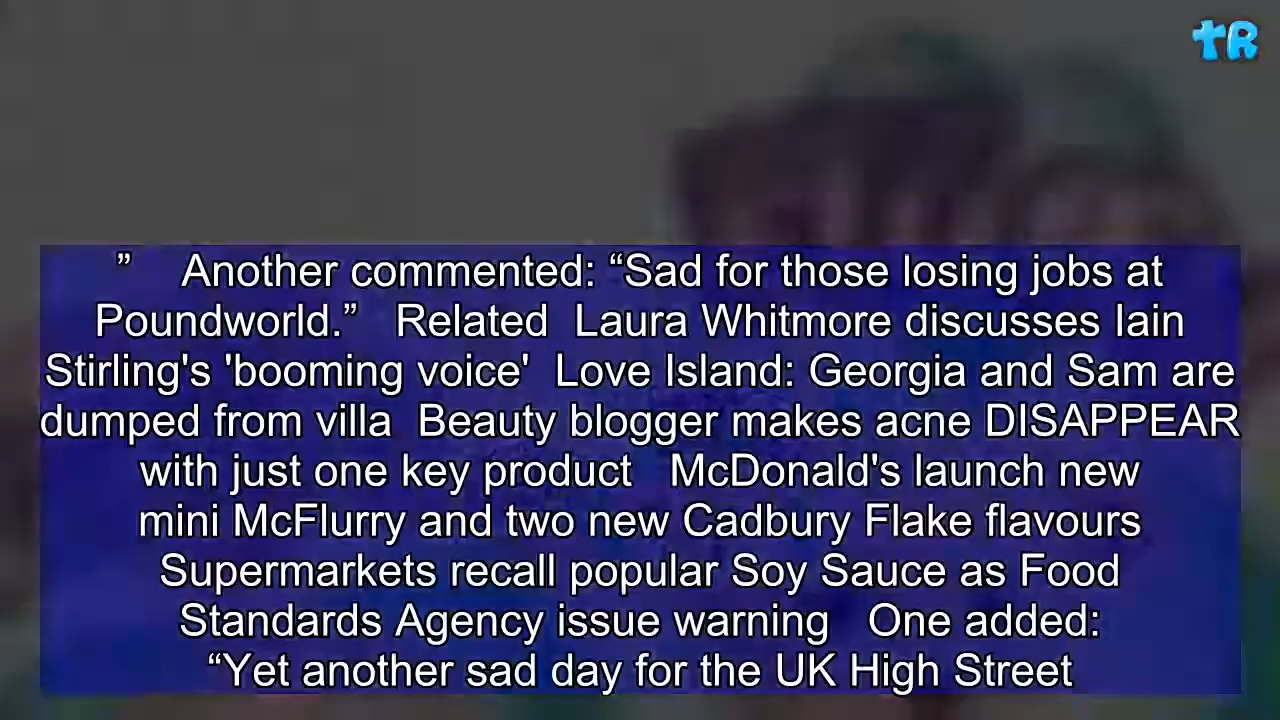 tR
” Another commented: “Sad for those losing jobs at
Poundworld.” Related Laura Whitmore discusses Iain
Stirling's 'booming voice' Love Island: Georgia and Sam are
dumped from villa Beauty blogger makes acne DISAPPEAR
with just one key product McDonald's launch new
mini McFlurry and two new Cadbury Flake flavours
Supermarkets recall popular Soy Sauce as Food
Standards Agency issue warning One added:
“Yet another sad day for the UK High Street